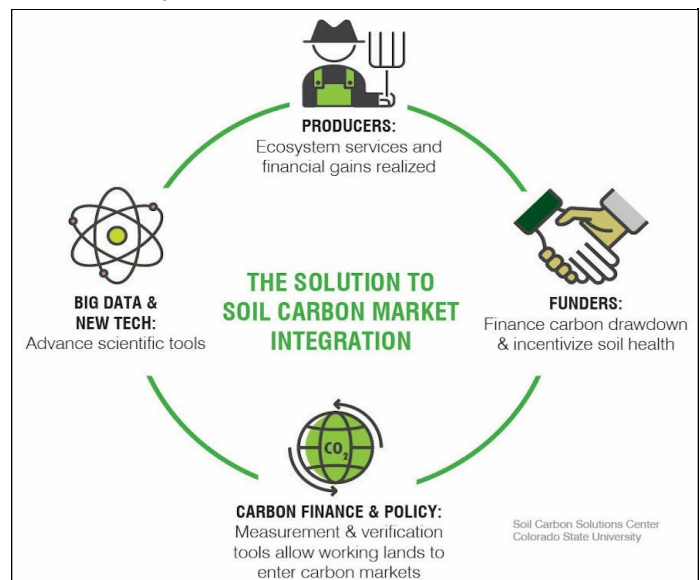 PRODUCERS:
Ecosystem services and
financial gains realized
BIG DATA &
NEW TECH:
Advance scientific tools
THE SOLUTION TO
SOIL CARBON MARKET
INTEGRATION
FUNDERS:
Finance carbon drawdown
& incentivize soil health
CO₂
CARBON FINANCE & POLICY:
Measurement & verification
tools allow working lands to
enter carbon markets
Soil Carbon Solutions Center
Colorado State University